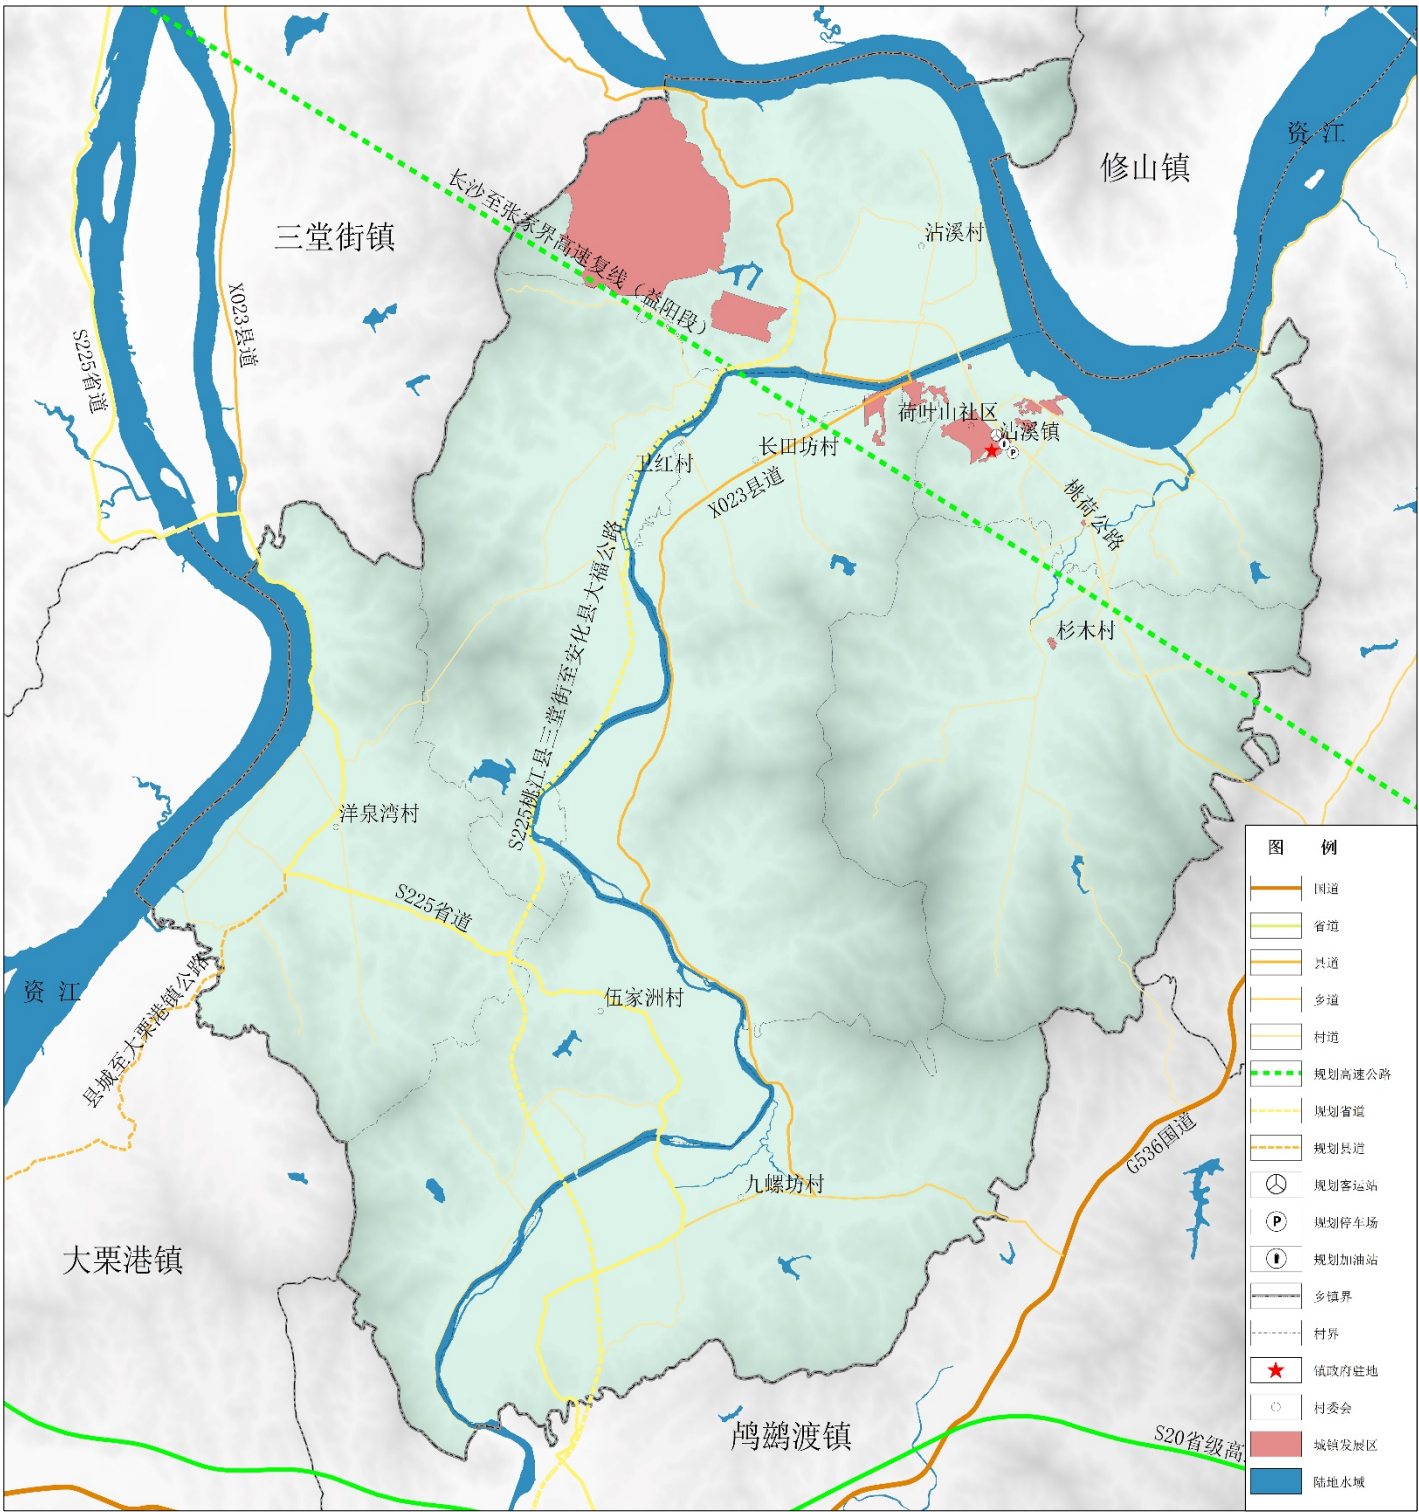 资 江
修山镇
长沙至张家界高速复线（益阳段）
三堂街镇
沾溪村
X023县道
S225省道
荷叶山社区
沾溪镇
长田坊村
卫红村
X023县道
桃荷公路
S225桃江县三堂街至安化县大福公路
杉木村
洋泉湾村
S225省道
资 江
县城至大栗港镇公路
伍家洲村
九螺坊村
G536国道
大栗港镇
鸬鹚渡镇
S20省级高
图 例
国道
省道
县道
乡道
村道
规划高速公路
规划省道
规划县道
规划客运站
P
规划停车场
规划加油站
乡镇界
村界
镇政府驻地
村委会
城镇发展区
陆地水域
P